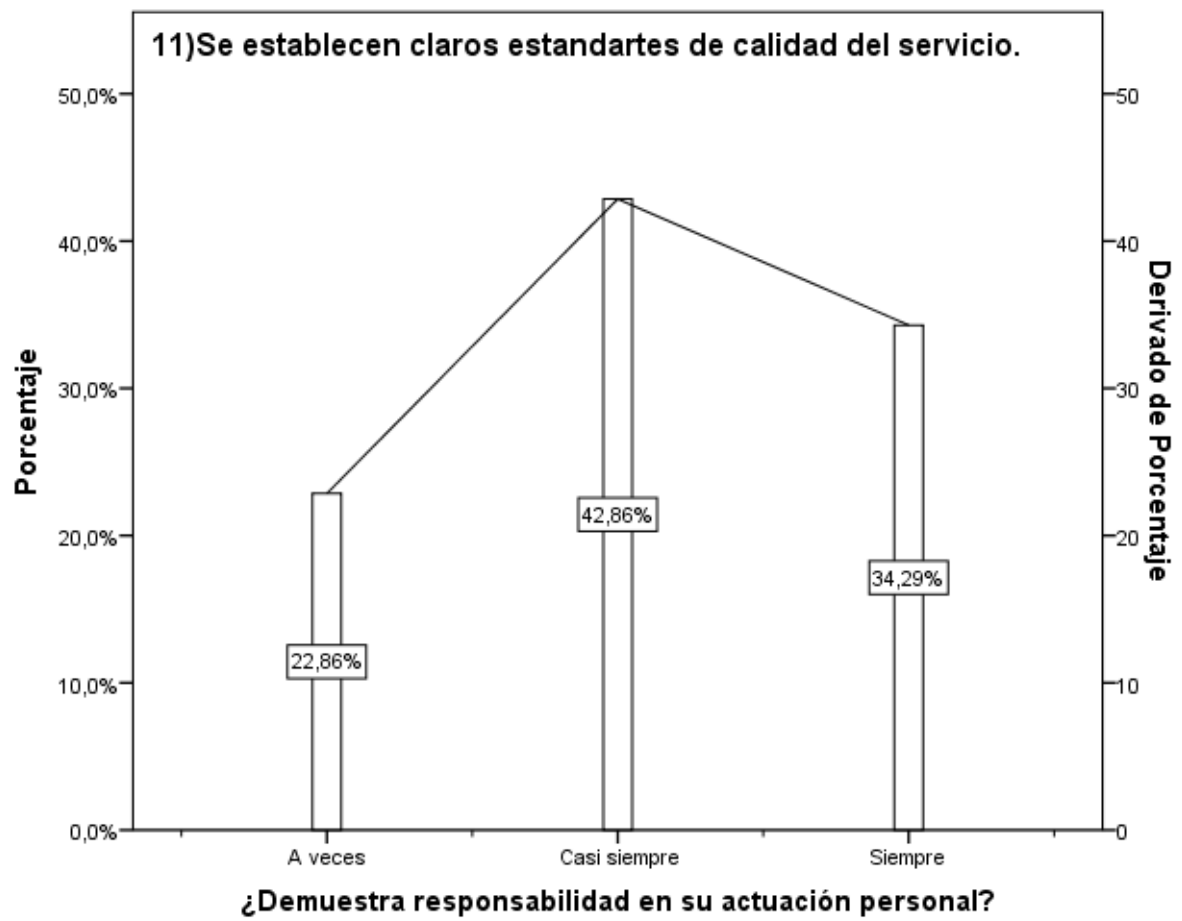 11)Se establecen claros estandartes de calidad del servicio.
50,0%
40,0%
30,0%
20,0%
10,0%
0,0%
Porcentaje
50
40
30
20
10
0
Derivado de Porcentaje
22,86%
42,86%
34,29%
A veces
Casi siempre
Siempre
¿Demuestra responsabilidad en su actuación personal?